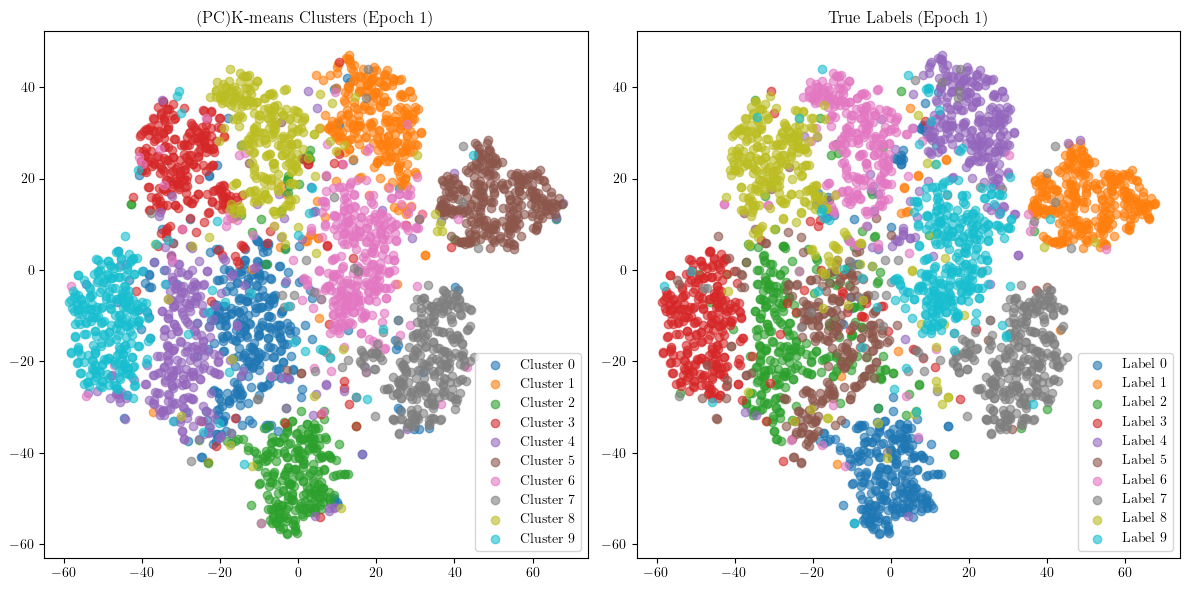 (PC)K-means Clusters (Epoch 1)
40
20
0
−20
−40
−60
−60
−40
−20
0
20
40
60
Cluster 0
Cluster 1
Cluster 2
Cluster 3
Cluster 4
Cluster 5
Cluster 6
Cluster 7
Cluster 8
Cluster 9
True Labels (Epoch 1)
40
20
0
−20
−40
−60
−60
−40
−20
0
20
40
60
Label 0
Label 1
Label 2
Label 3
Label 4
Label 5
Label 6
Label 7
Label 8
Label 9